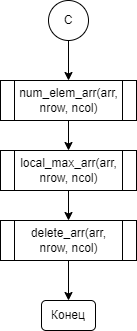 С
num_elem_arr(arr,
nrow, ncol)
local_max_arr(arr,
nrow, ncol)
delete_arr(arr,
nrow, ncol)
Конец